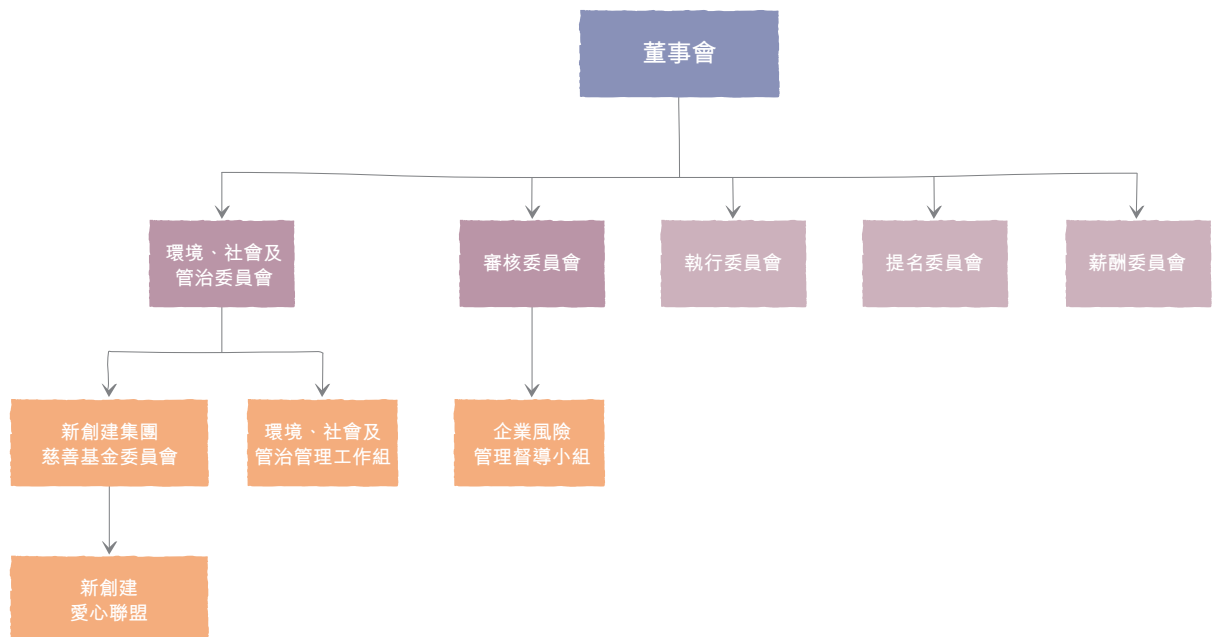 董事會
環境、社會及
管治委員會
審核委員會
執行委員會
提名委員會
薪酬委員會
新創建集團
慈善基金委員會
環境、社會及
管治管理工作組
企業風險
管理督導小組
新創建
愛心聯盟